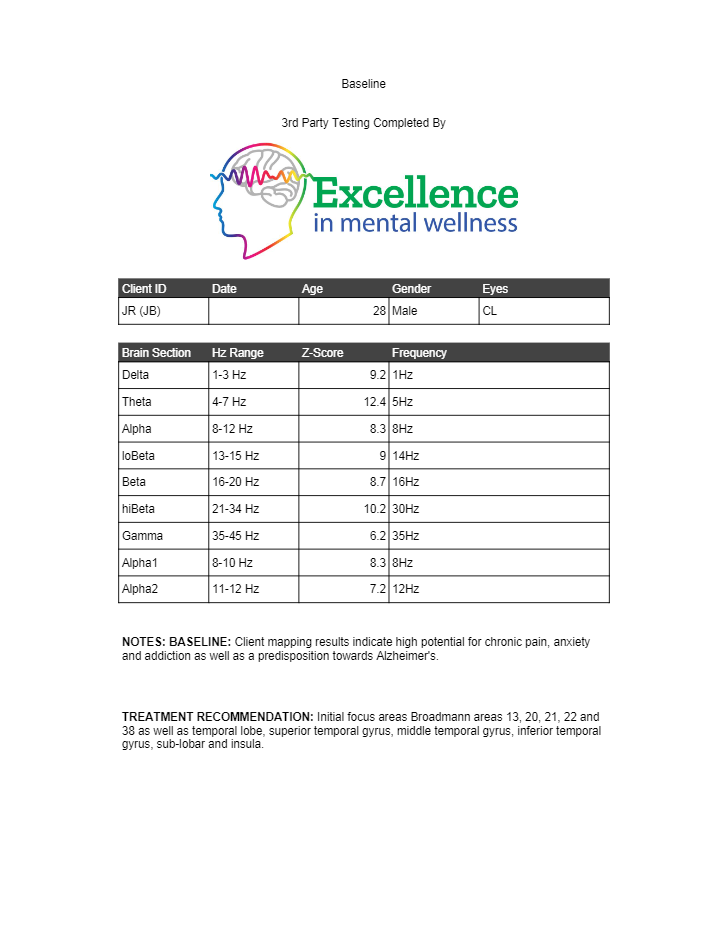 Baseline
3rd Party Testing Completed By
Excellence
in mental wellness
Client ID Date Age Gender Eyes
JR (JB) 28 Male CL
Brain Section Hz Range Z-Score Frequency
Delta 1-3 Hz 9.2 1Hz
Theta 4-7 Hz 12.4 5Hz
Alpha 8-12 Hz 8.3 8Hz
loBeta 13-15 Hz 9 14Hz
Beta 16-20 Hz 8.7 16Hz
hiBeta 21-34 Hz 10.2 30Hz
Gamma 35-45 Hz 6.2 35Hz
Alpha1 8-10 Hz 8.3 8Hz
Alpha2 11-12 Hz 7.2 12Hz
NOTES: BASELINE: Client mapping results indicate high potential for chronic pain, anxiety
and addiction as well as a predisposition towards Alzheimer's.
TREATMENT RECOMMENDATION: Initial focus areas Broadmann areas 13, 20, 21, 22 and
38 as well as temporal lobe, superior temporal gyrus, middle temporal gyrus, inferior temporal
gyrus, sub-lobar and insula.